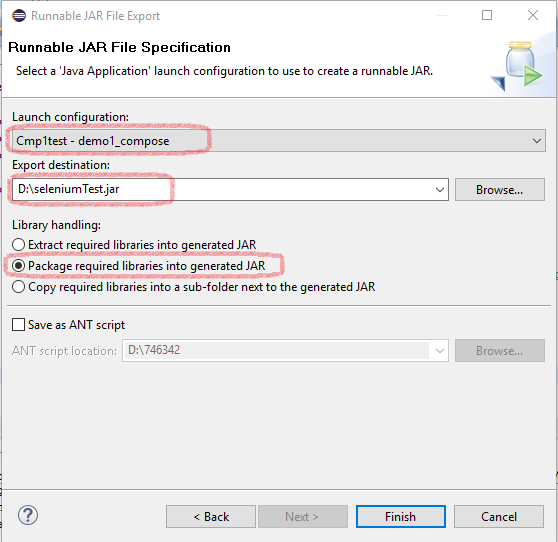 Runnable JAR File Export
Runnable JAR File Specification
Select a 'Java Application' launch configuration to use to create a runnable JAR.
Launch configuration:
Cmp1test - demo1_compose
Export destination:
D:\seleniumTest.jar
Browse...
Library handling:
Extract required libraries into generated JAR
Package required libraries into generated JAR
Copy required libraries into a sub-folder next to the generated JAR
Save as ANT script
ANT script location:
D:\746342
Browse...
?
< Back
Next >
Finish
Cancel